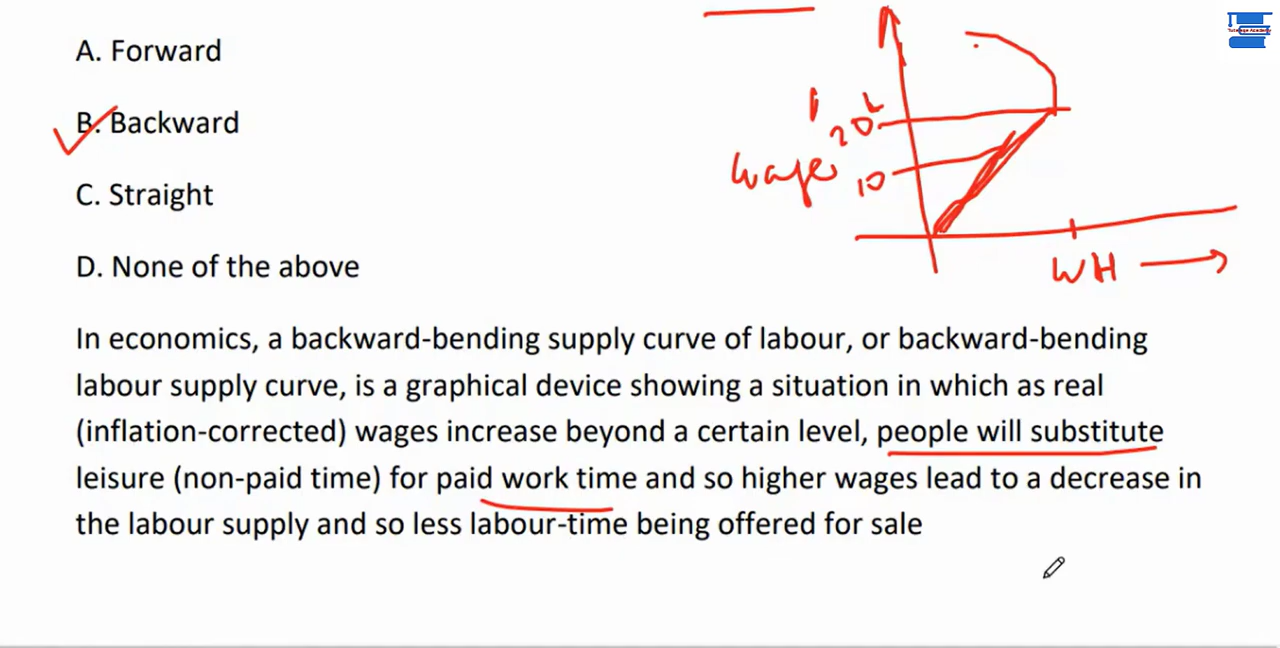 A. Forward
B. Backward
C. Straight
D. None of the above
20L
Wages
10
WH
In economics, a backward-bending supply curve of labour, or backward-bending
labour supply curve, is a graphical device showing a situation in which as real
(inflation-corrected) wages increase beyond a certain level, people will substitute
leisure (non-paid time) for paid work time and so higher wages lead to a decrease in
the labour supply and so less labour-time being offered for sale